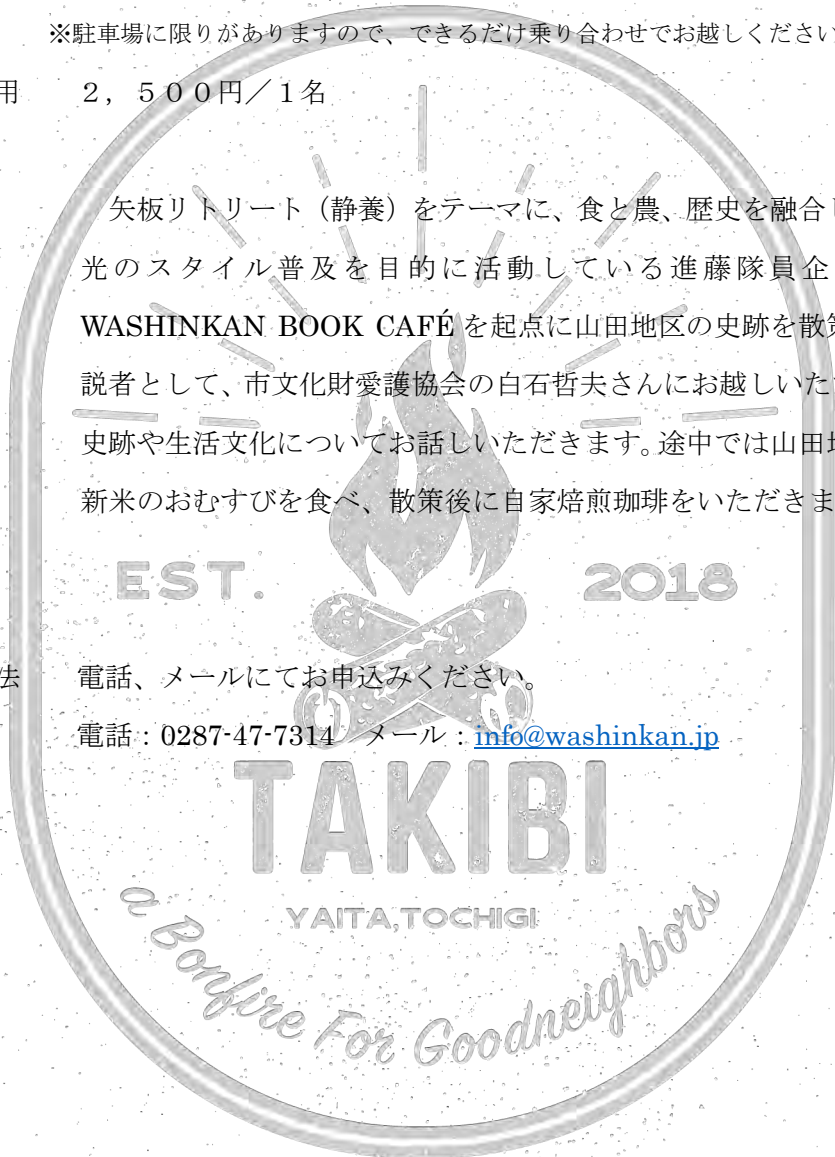 ※駐車場に限りがありますので、できるだけ乗り合わせでお越しください
用 ２，５００円／１名
矢板リトリート（静養）をテーマに、食と農、歴史を融合
光のスタイル普及を目的に活動している進藤隊員企
WASHINKAN BOOK CAFÉ を起点に山田地区の史跡を散策
説者として、市文化財愛護協会の白石哲夫さんにお越しいた
史跡や生活文化についてお話しいただきます。途中では山田地
新米のおむすびを食べ、散策後に自家焙煎珈琲をいただきま
EST. 2018
法 電話、メールにてお申込みください。
電話：0287-47-7314 メール：info@washinkan.jp
TAKIBI
YAITA,TOCHIGI
a Bonfire For Goodneighbors